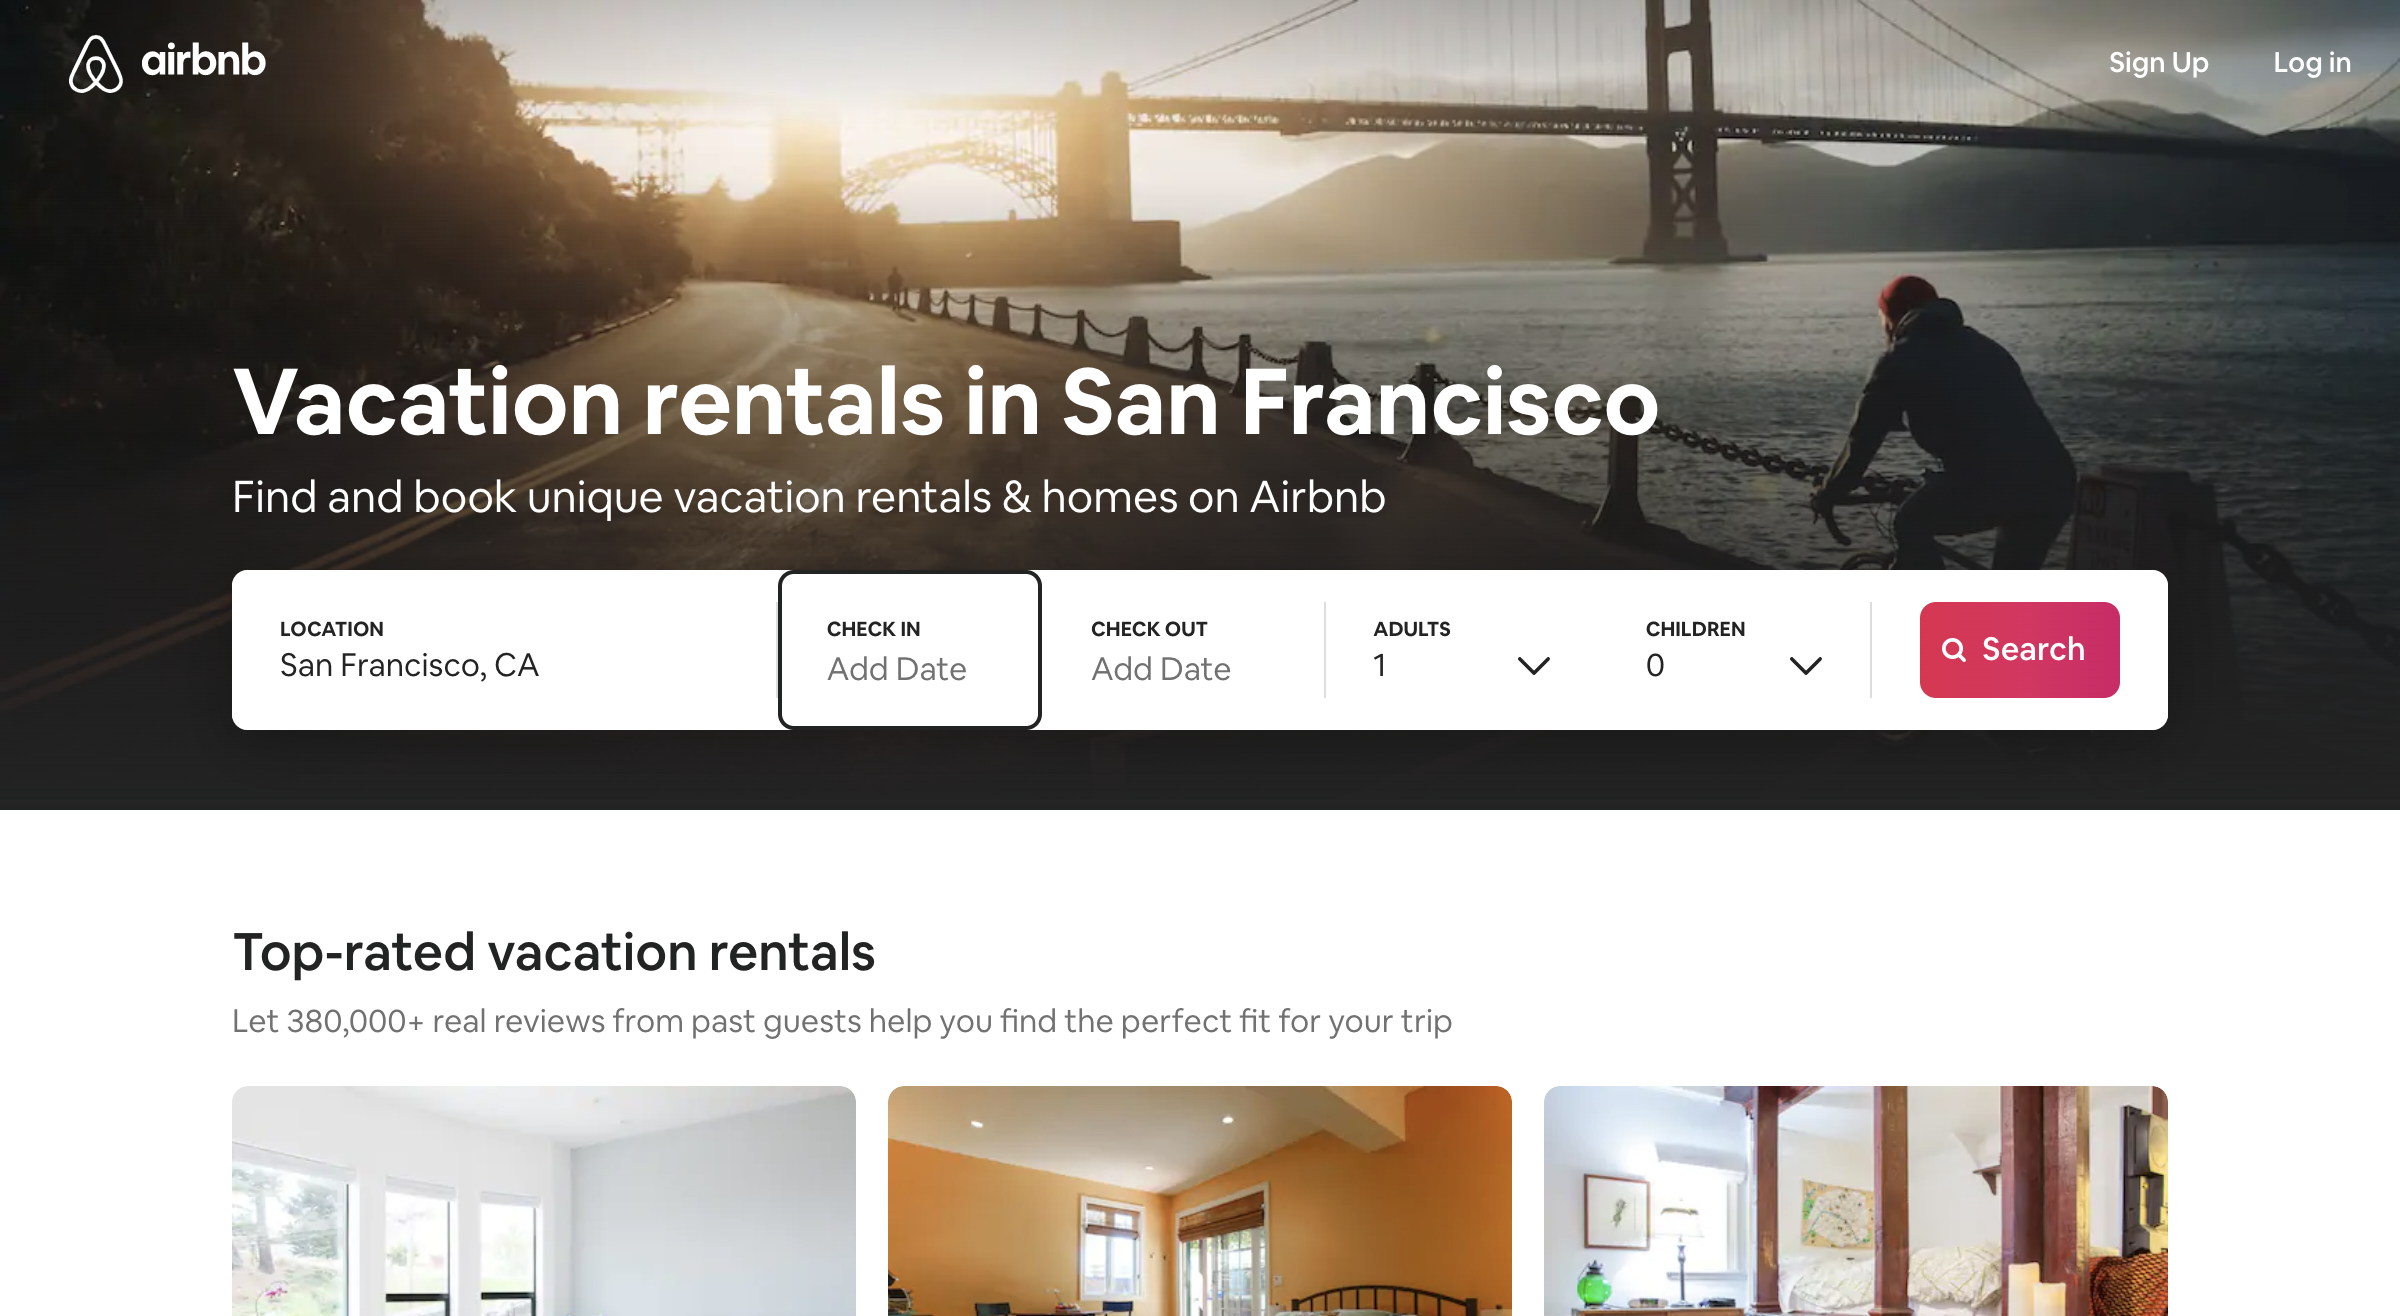 airbnb
Sign Up
Log in
Vacation rentals in San Francisco
Find and book unique vacation rentals & homes on Airbnb
LOCATION
San Francisco, CA
CHECK IN
Add Date
CHECK OUT
Add Date
ADULTS
1
CHILDREN
0
Search
Top-rated vacation rentals
Let 380,000+ real reviews from past guests help you find the perfect fit for your trip